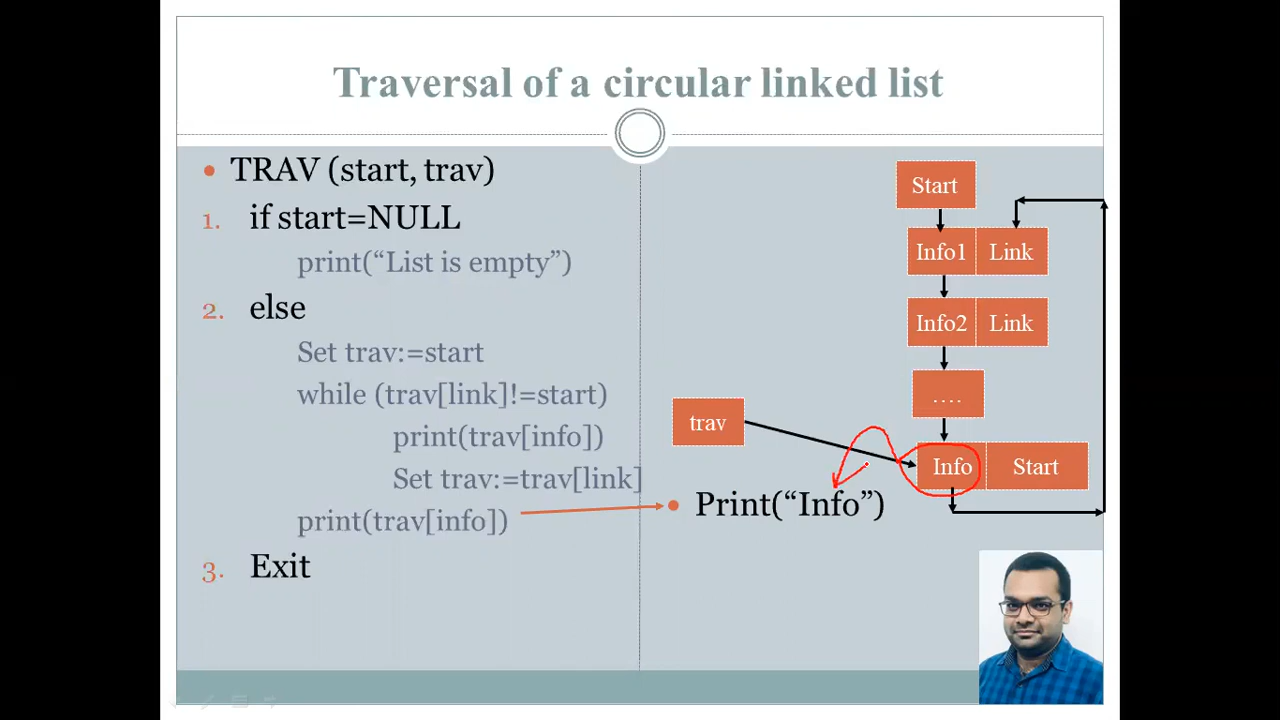 Traversal of a circular linked list
• TRAV (start, trav)
1. if start=NULL
print(“List is empty”)
2. else
Set trav:=start
while (trav[link]!=start)
print(trav[info])
Set trav:=trav[link]
print(trav[info])
3. Exit
Start
Info1 Link
Info2 Link
....
trav
Info Start
• Print(“Info”)